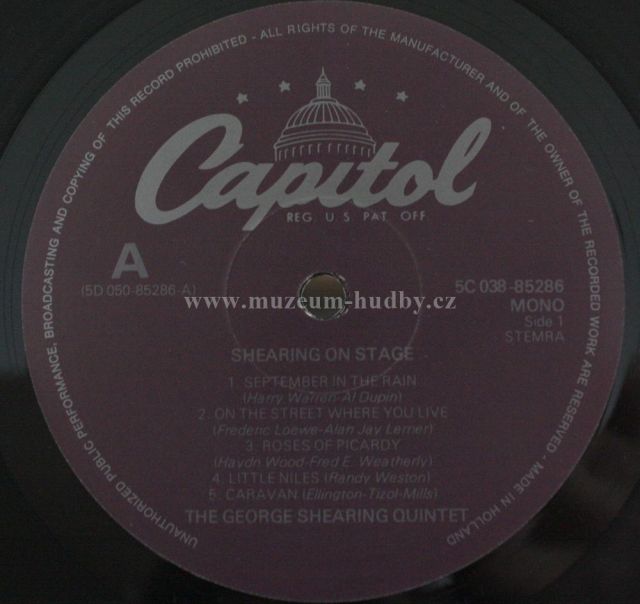 UNAUTHORIZED PUBLIC PERFORMANCE, BROADCASTING AND COPYING OF THIS RECORD PROHIBITED - ALL RIGHTS OF THE MANUFACTURER AND OF THE OWNER OF THE RECORDED WORK ARE RESERVED - MADE IN HOLLAND
Capitol
REG. U.S. PAT. OFF
A
(5D 050-85286-A)
5C 038-85286
MONO
Side 1
STEMRA
www.muzeum-hudby.cz
SHEARING ON STAGE
1. SEPTEMBER IN THE RAIN
(Harry Warren-Al Dupin)
2. ON THE STREET WHERE YOU LIVE
(Frederic Loewe-Alan Jay Lerner)
3. ROSES OF PICARDY
(Haydn Wood-Fred E. Weatherly)
4. LITTLE NILES (Randy Weston)
5. CARAVAN (Ellington-Tizol-Mills)
THE GEORGE SHEARING QUINTET